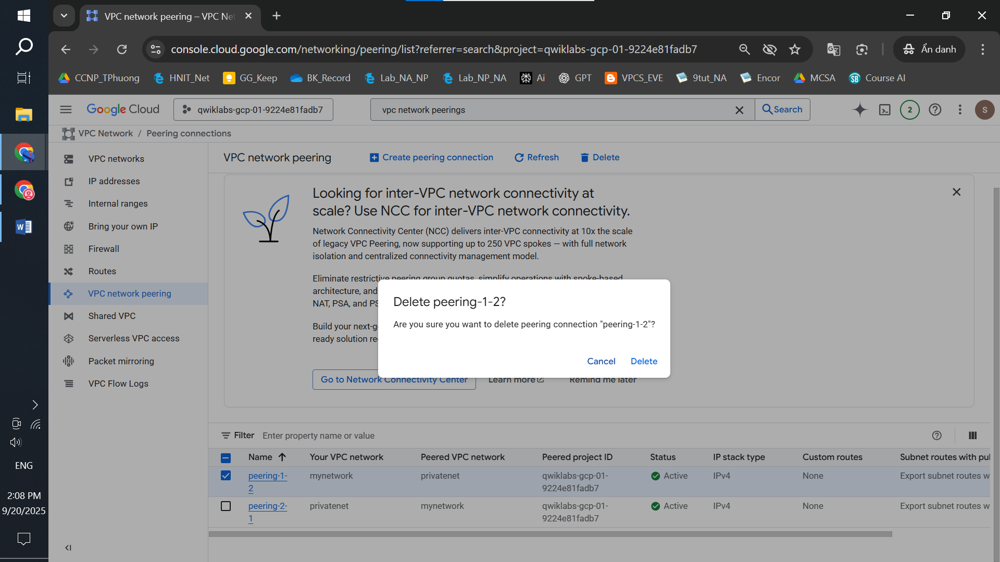 VPC network peering – VPC Net
console.cloud.google.com/networking/peering/list?referrer=search&project=qwiklabs-gcp-01-9224e81fadb7
Ẩn danh
CCNP_TPhuong
HNIT_Net
GG_Keep
BK_Record
Lab_NA_NP
Lab_NP_NA
Ai
GPT
VPCS_EVE
9tut_NA
Encor
MCSA
SB
Course AI
Google Cloud
qwiklabs-gcp-01-9224e81fadb7
vpc network peerings
Search
2
S
VPC Network / Peering connections
VPC networks
IP addresses
Internal ranges
Bring your own IP
Firewall
Routes
VPC network peering
Shared VPC
Serverless VPC access
Packet mirroring
VPC Flow Logs
VPC network peering
Create peering connection
Refresh
Delete
Looking for inter-VPC network connectivity at
scale? Use NCC for inter-VPC network connectivity.
Network Connectivity Center (NCC) delivers inter-VPC connectivity at 10x the scale
of legacy VPC Peering, now supporting up to 250 VPC spokes — with full network
isolation and centralized connectivity management model.
Eliminate restrictive peering group quotas, simplify operations with spoke-based
architecture, and
NAT, PSA, and PS
Build your next-g
ready solution re
Go to Network Connectivity Center
Learn more
Remind me later
Delete peering-1-2?
Are you sure you want to delete peering connection "peering-1-2"?
Cancel
Delete
Filter
Enter property name or value
Name
Your VPC network
Peered VPC network
Peered project ID
Status
IP stack type
Custom routes
Subnet routes with pul
peering-1-
2
mynetwork
privatenet
qwiklabs-gcp-01-
9224e81fadb7
Active
IPv4
None
Export subnet routes w
peering-2-
1
privatenet
mynetwork
qwiklabs-gcp-01-
9224e81fadb7
Active
IPv4
None
Export subnet routes w
W
ENG
2:08 PM
9/20/2025